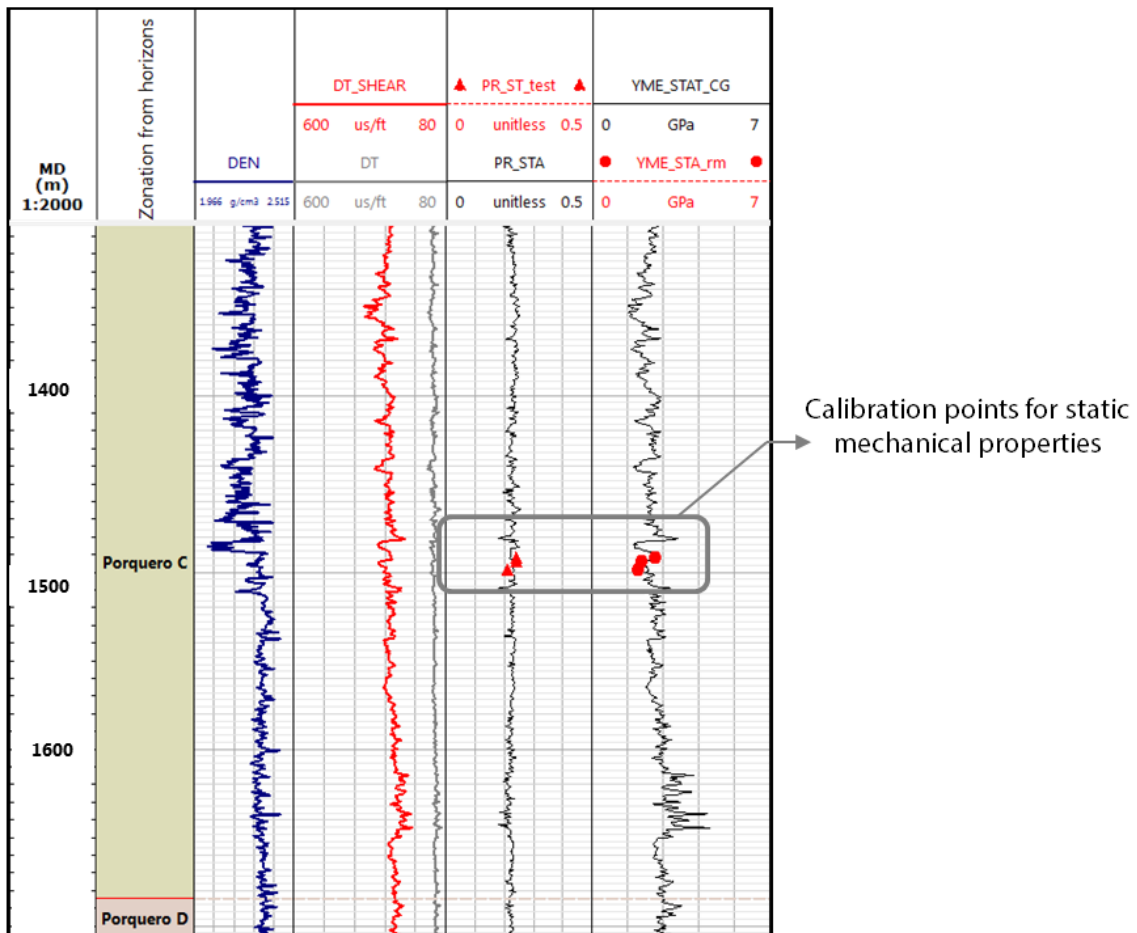 MD
(m)
1:2000
Zonation from horizons
DEN
1.966 g/cm3 2.515
DT_SHEAR
600 us/ft 80
DT
600 us/ft 80
PR_ST_test
0 unitless 0.5
PR_STA
0 unitless 0.5
YME_STAT_CG
0 GPa 7
YME_STA_rm
0 GPa 7
1400
Calibration points for static
mechanical properties
Porquero C
1500
1600
Porquero D